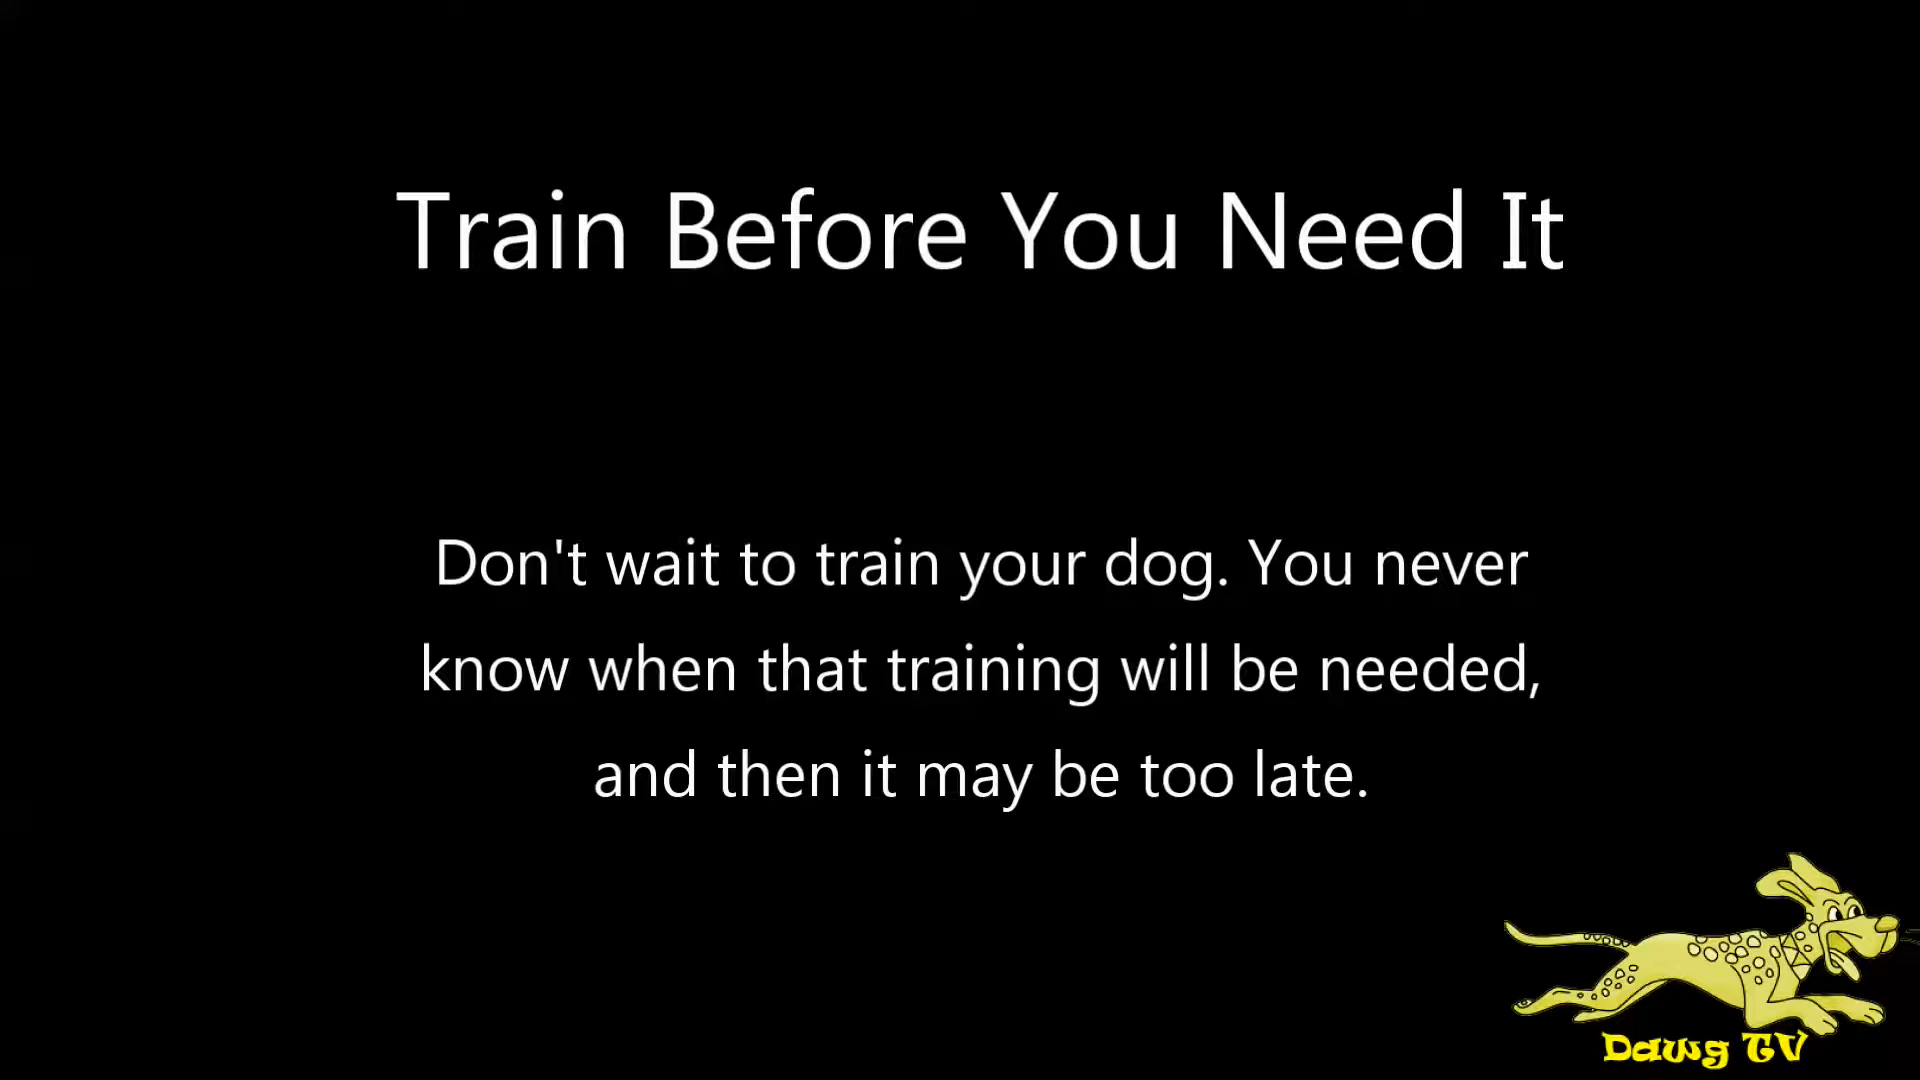 Train Before You Need It
Don't wait to train your dog. You never
know when that training will be needed,
and then it may be too late.
Dawg TV